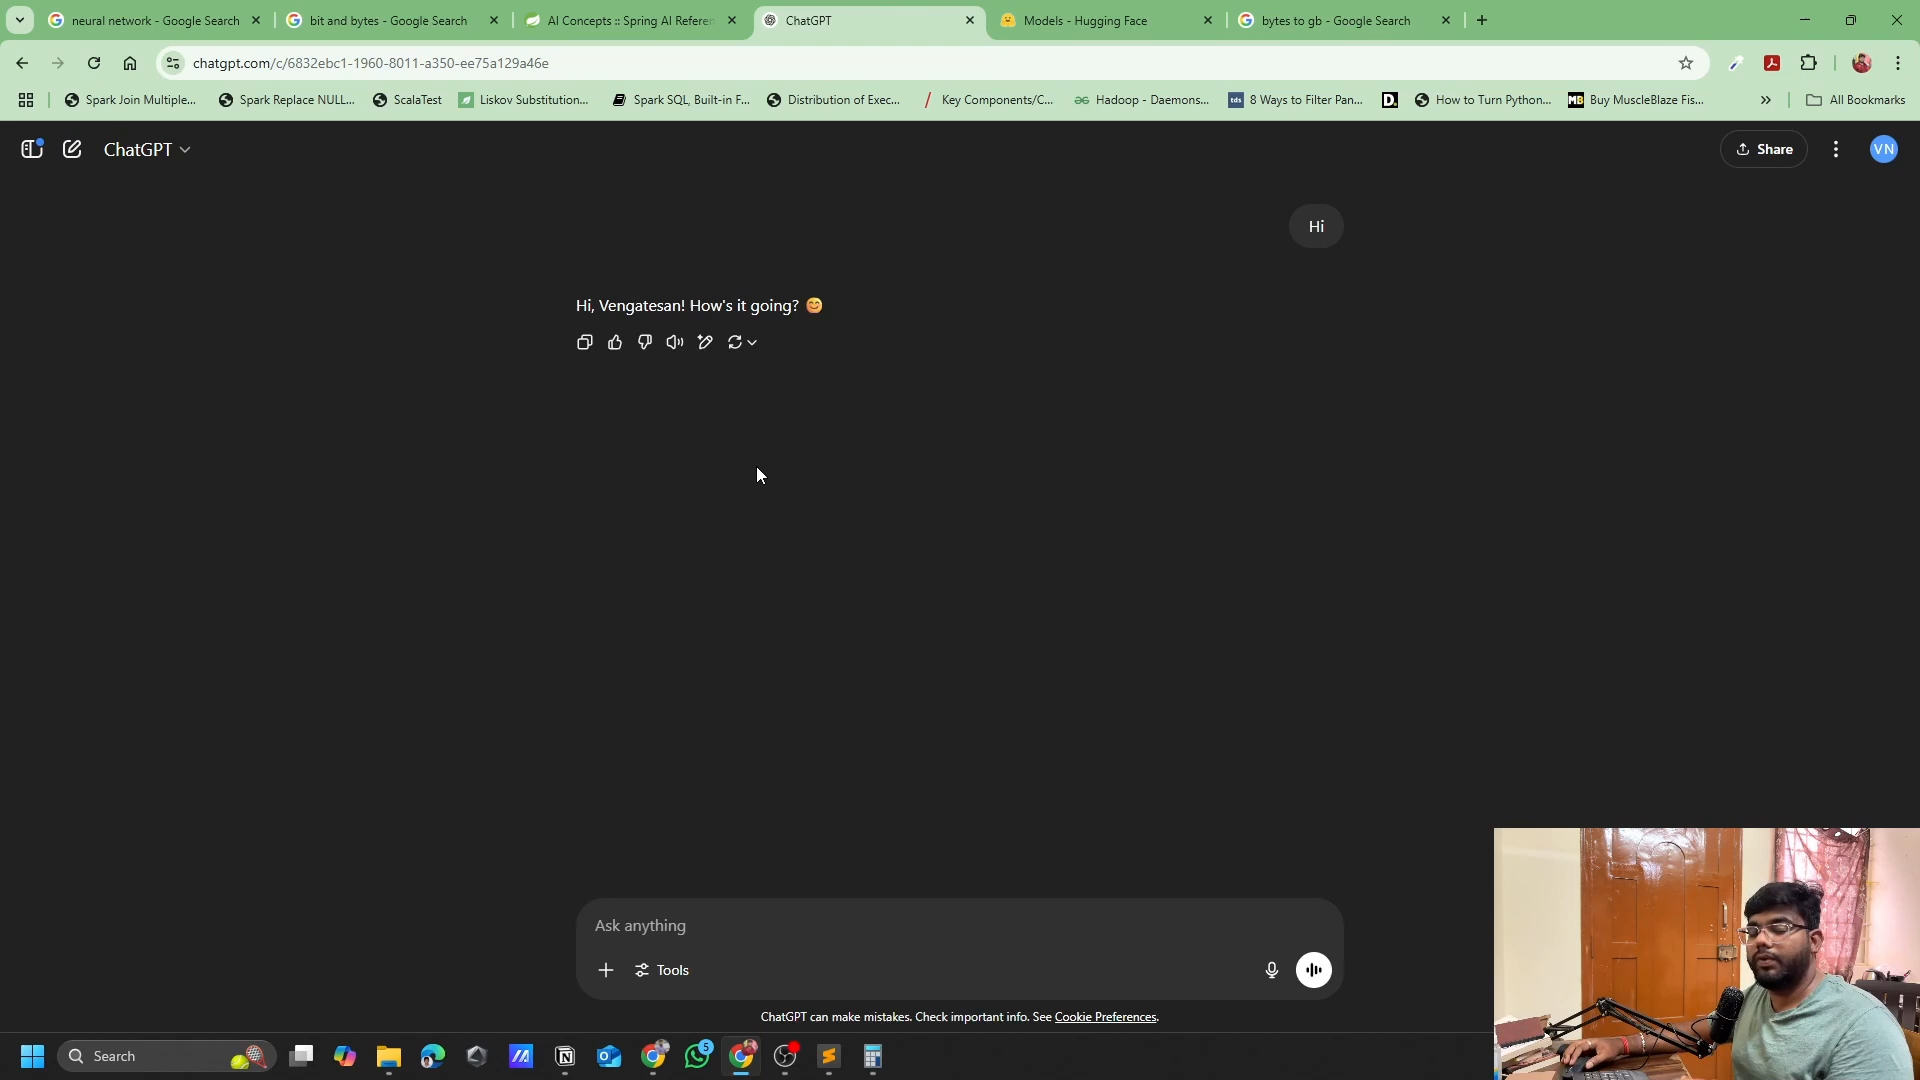 neural network - Google Search
bit and bytes - Google Search
AI Concepts :: Spring AI Referen
ChatGPT
Models - Hugging Face
bytes to gb - Google Search
chatgpt.com/c/6832ebc1-1960-8011-a350-ee75a129a46e
Spark Join Multiple...
Spark Replace NULL...
ScalaTest
Liskov Substitution...
Spark SQL, Built-in F...
Distribution of Exec...
Key Components/C...
Hadoop - Daemons...
tds
8 Ways to Filter Pan...
D.
How to Turn Python...
MB
Buy MuscleBlaze Fis...
All Bookmarks
ChatGPT
Share
VN
Hi
Hi, Vengatesan! How's it going? 😊
Ask anything
Tools
ChatGPT can make mistakes. Check important info. See Cookie Preferences.
Search
5